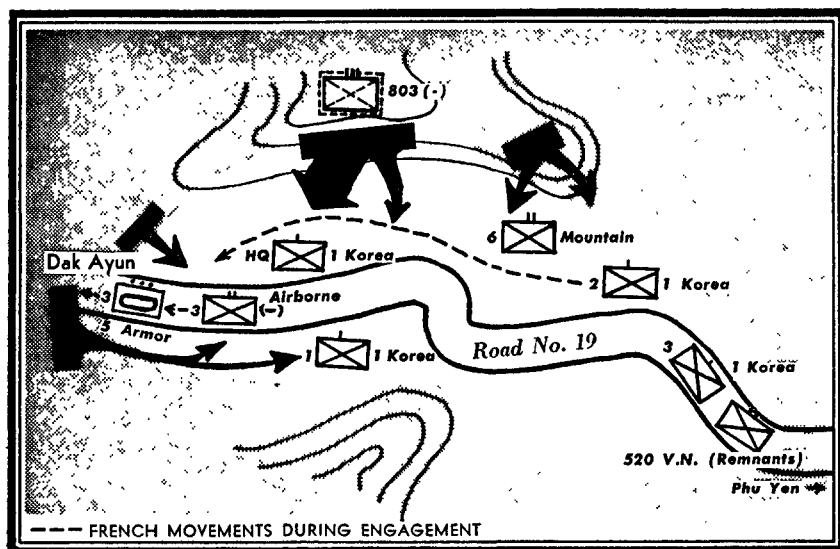 803 (-)
6 Mountain
HQ 1 Korea
Dak Ayun
2 1 Korea
3
3 Airborne (-)
5 Armor
1 1 Korea
Road No. 19
3 1 Korea
520 V.N. (Remnants)
Phu Yen
FRENCH MOVEMENTS DURING ENGAGEMENT